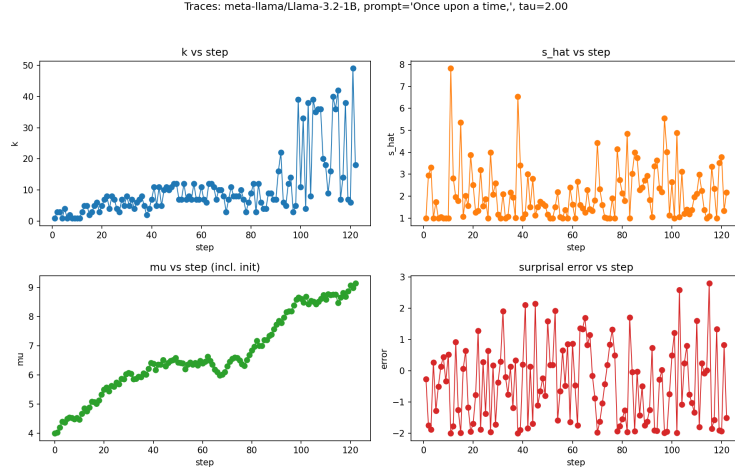 Traces: meta-llama/Llama-3.2-1B, prompt='Once upon a time,', tau=2.00
k vs step
50
40
30
20
10
0
k
0 20 40 60 80 100 120
step
s_hat vs step
8
7
6
5
4
3
2
1
s_hat
0 20 40 60 80 100 120
step
mu vs step (incl. init)
9
8
7
6
5
4
mu
0 20 40 60 80 100 120
step
surprisal error vs step
3
2
1
0
−1
−2
error
0 20 40 60 80 100 120
step